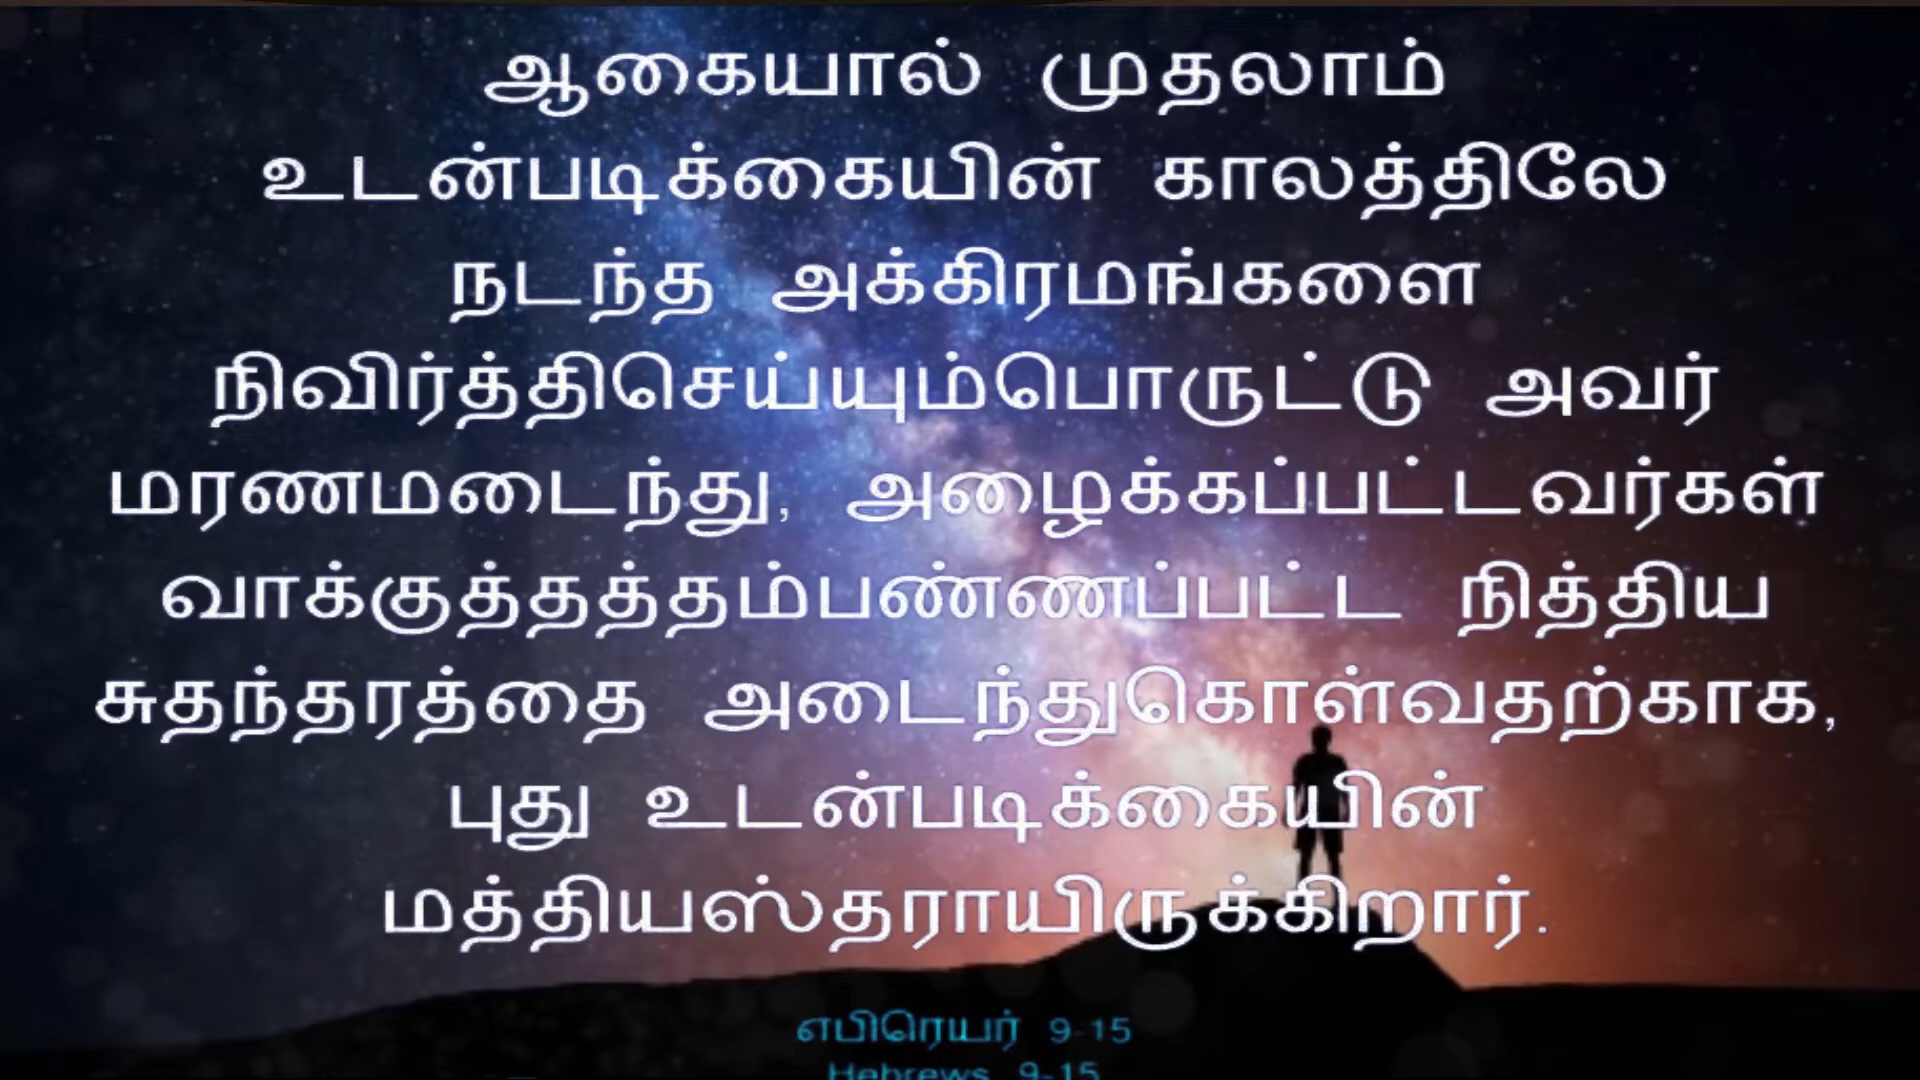 ஆகையால் முதலாம்
உடன்படிக்கையின் காலத்திலே
நடந்த அக்கிரமங்களை
நிவிர்த்திசெய்யும்பொருட்டு அவர்
மரணமடைந்து, அழைக்கப்பட்டவர்கள்
வாக்குத்தத்தம்பண்ணப்பட்ட நித்திய
சுதந்தரத்தை அடைந்துகொள்வதற்காக,
புது உடன்படிக்கையின்
மத்தியஸ்தராயிருக்கிறார்.
எபிரெயர் 9-15
Hebrews 9-15